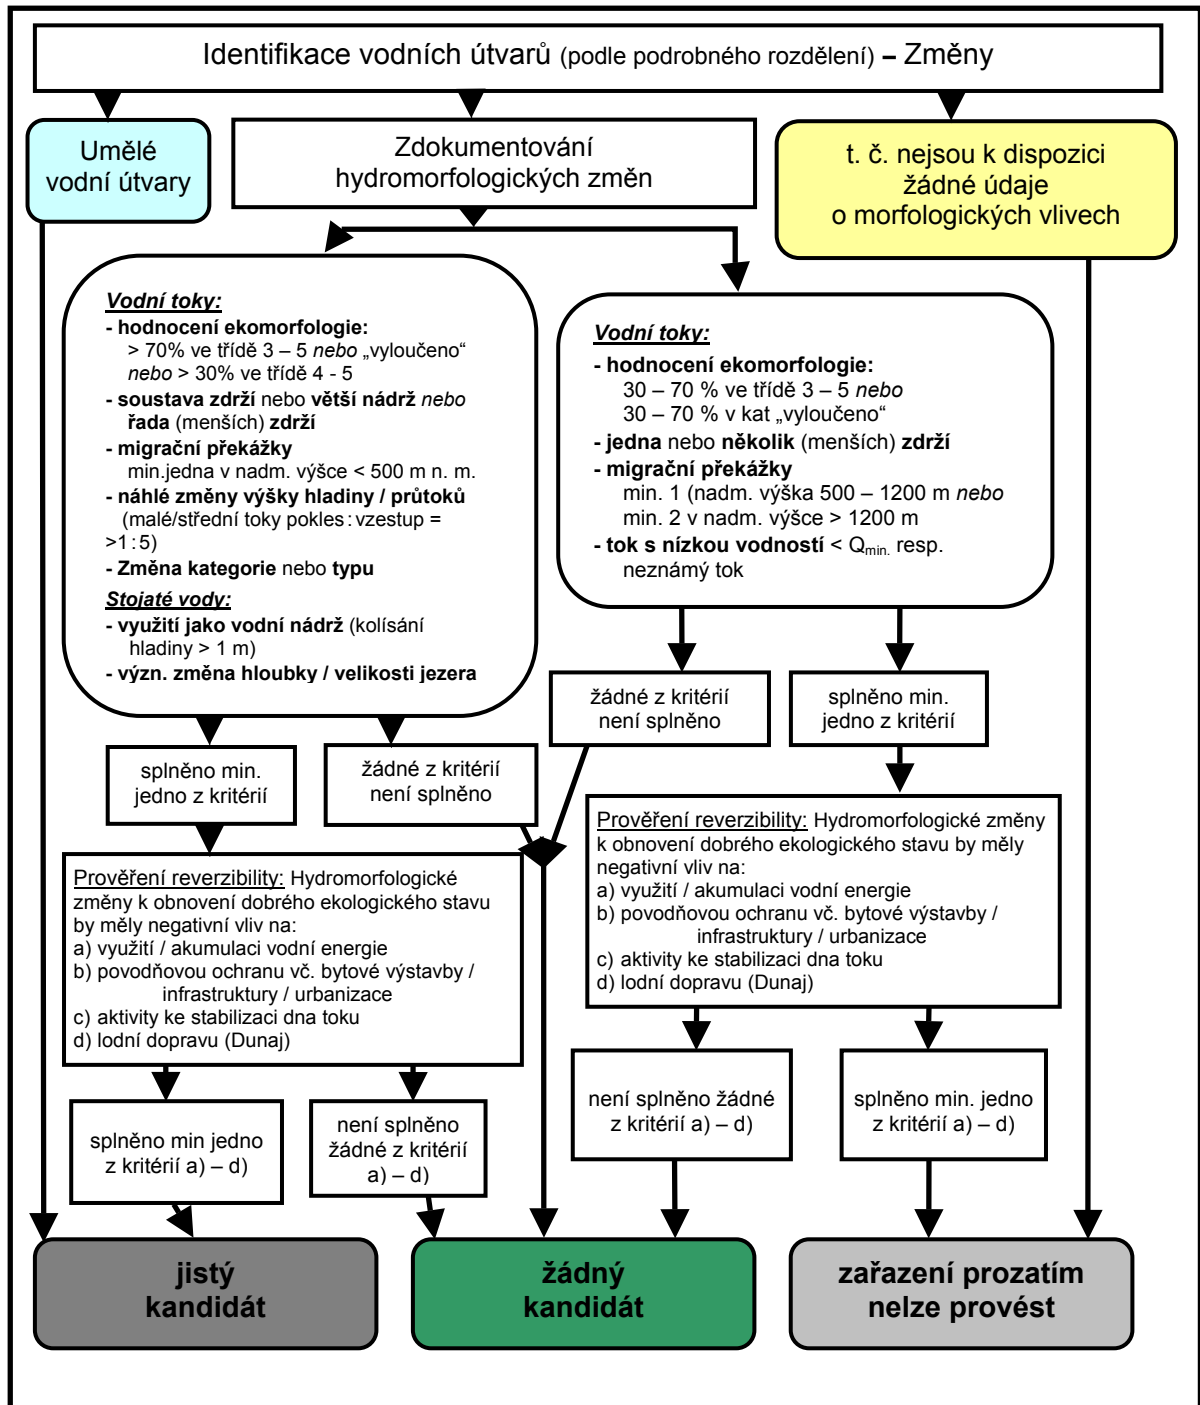 Identifikace vodních útvarů (podle podrobného rozdělení) – Změny
Umělé
vodní útvary
Zdokumentování
hydromorfologických změn
t. č. nejsou k dispozici
žádné údaje
o morfologických vlivech
Vodní toky:
- hodnocení ekomorfologie:
> 70% ve třídě 3 – 5 nebo „vyloučeno“
nebo > 30% ve třídě 4 - 5
- soustava zdrží nebo větší nádrž nebo
řada (menších) zdrží
- migrační překážky
min.jedna v nadm. výšce < 500 m n. m.
- náhlé změny výšky hladiny / průtoků
(malé/střední toky pokles : vzestup =
>1 : 5)
- Změna kategorie nebo typu
Stojaté vody:
- využití jako vodní nádrž (kolísání
hladiny > 1 m)
- význ. změna hloubky / velikosti jezera
Vodní toky:
- hodnocení ekomorfologie:
30 – 70 % ve třídě 3 – 5 nebo
30 – 70 % v kat „vyloučeno“
- jedna nebo několik (menších) zdrží
- migrační překážky
min. 1 (nadm. výška 500 – 1200 m nebo
min. 2 v nadm. výšce > 1200 m
- tok s nízkou vodností < Qmin. resp.
neznámý tok
žádné z kritérií
není splněno
splněno min.
jedno z kritérií
splněno min.
jedno z kritérií
žádné z kritérií
není splněno
Prověření reverzibility: Hydromorfologické změny
k obnovení dobrého ekologického stavu by měly
negativní vliv na:
a) využití / akumulaci vodní energie
b) povodňovou ochranu vč. bytové výstavby /
infrastruktury / urbanizace
c) aktivity ke stabilizaci dna toku
d) lodní dopravu (Dunaj)
Prověření reverzibility: Hydromorfologické
změny k obnovení dobrého ekologického stavu
by měly negativní vliv na:
a) využití / akumulaci vodní energie
b) povodňovou ochranu vč. bytové výstavby /
infrastruktury / urbanizace
c) aktivity ke stabilizaci dna toku
d) lodní dopravu (Dunaj)
splněno min jedno
z kritérií a) – d)
není splněno
žádné z kritérií
a) – d)
není splněno žádné
z kritérií a) – d)
splněno min. jedno
z kritérií a) – d)
jistý
kandidát
žádný
kandidát
zařazení prozatím
nelze provést